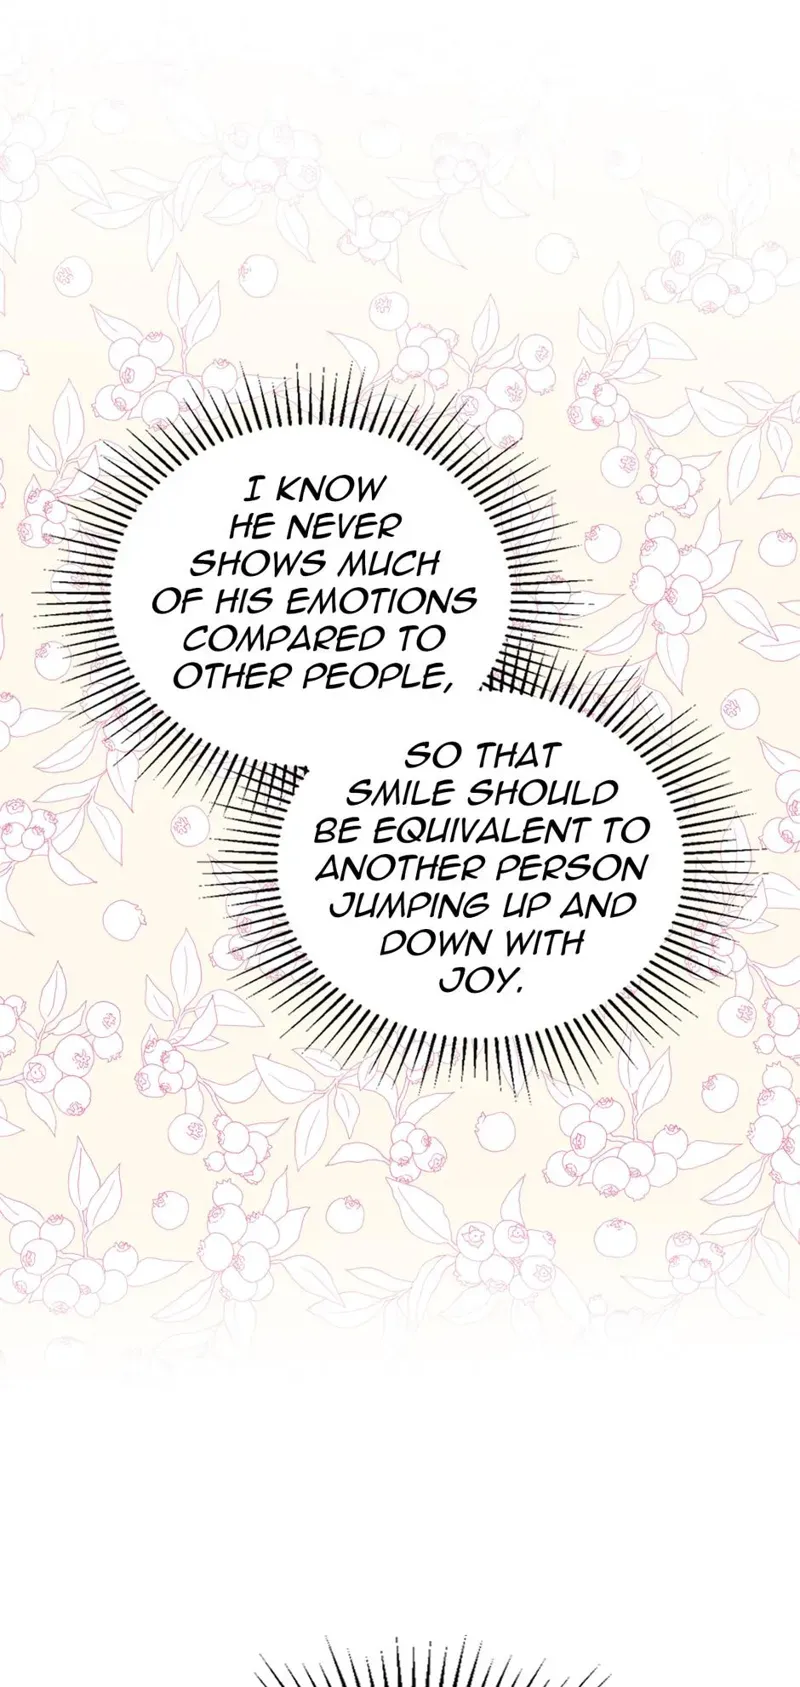 I KNOW
HE NEVER
SHOWS MUCH
OF HIS EMOTIONS
COMPARED TO
OTHER PEOPLE,
SO THAT
SMILE SHOULD
BE EQUIVALENT TO
ANOTHER PERSON
JUMPING UP AND
DOWN WITH
JOY.